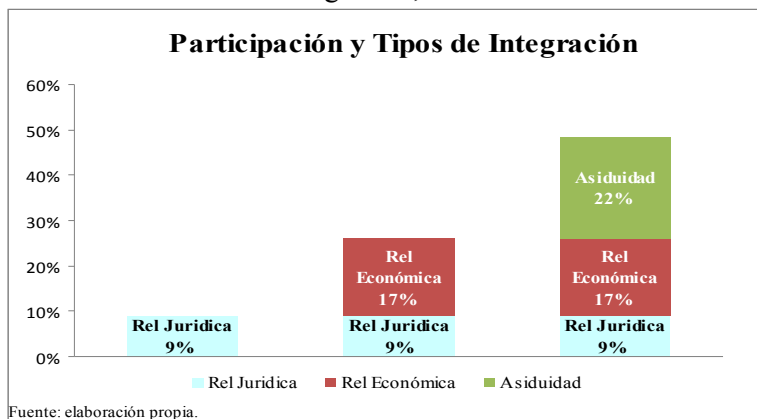 Participación y Tipos de Integración
60%
50%
40%
30%
20%
10%
0%
Asiduidad
22%
Rel
Económica
17%
Rel
Económica
17%
Rel Juridica
9%
Rel Juridica
9%
Rel Juridica
9%
Rel Juridica
Rel Económica
Asiduidad
Fuente: elaboración propia.